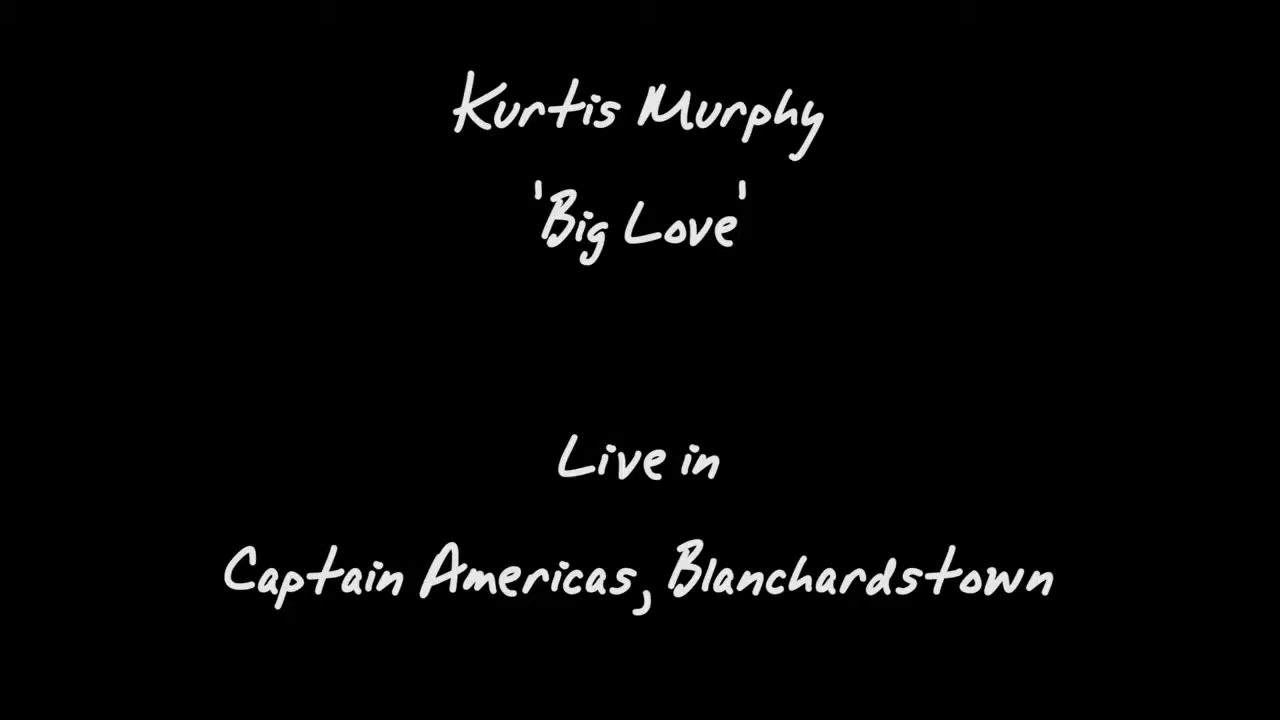 Kurtis Murphy
'Big Love'
Live in
Captain Americas, Blanchardstown